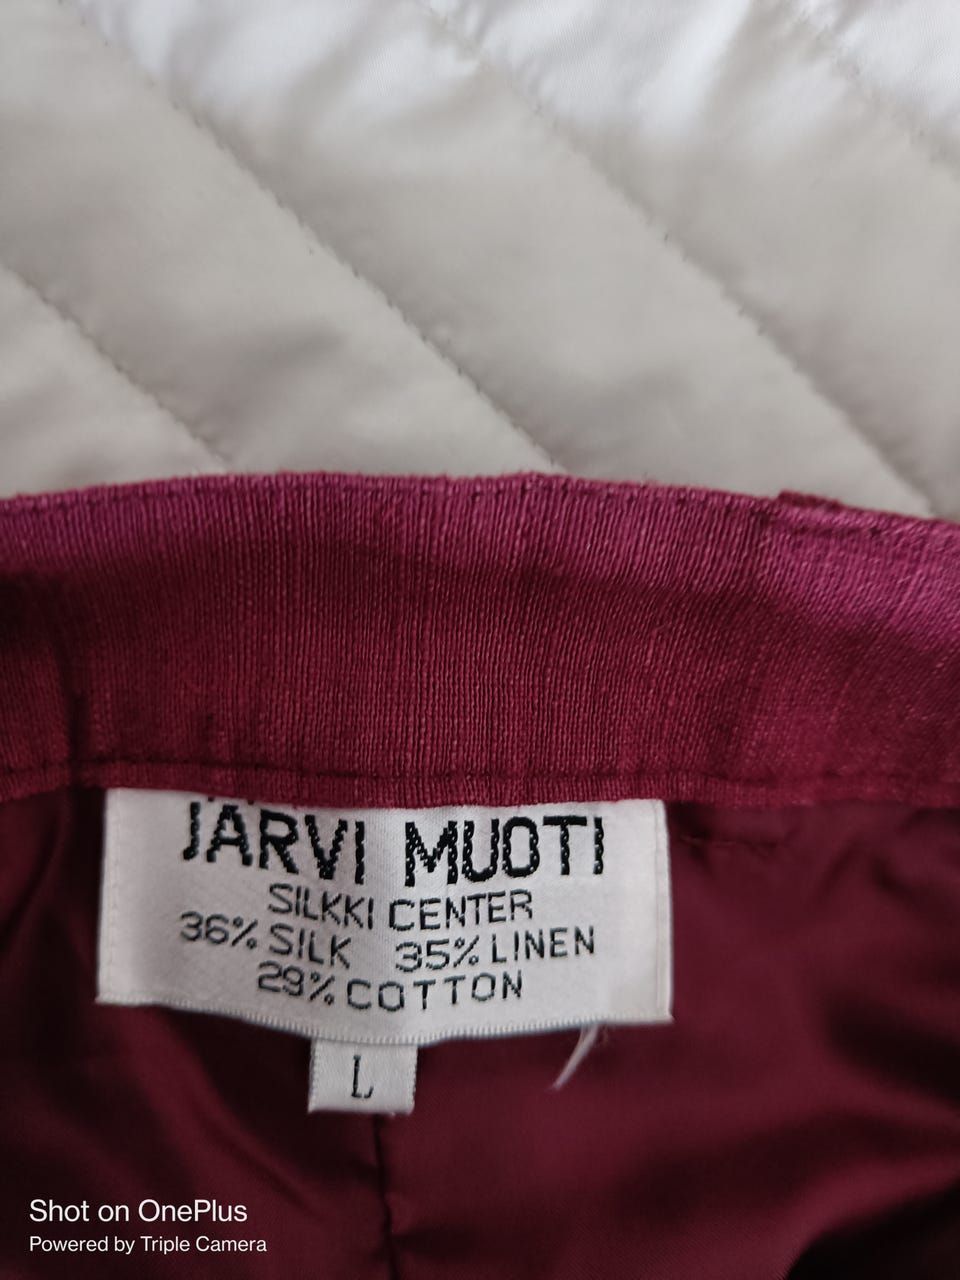 JÄRVI MUOTI
SILKKI CENTER
36% SILK 35% LINEN
29% COTTON
L
Shot on OnePlus
Powered by Triple Camera